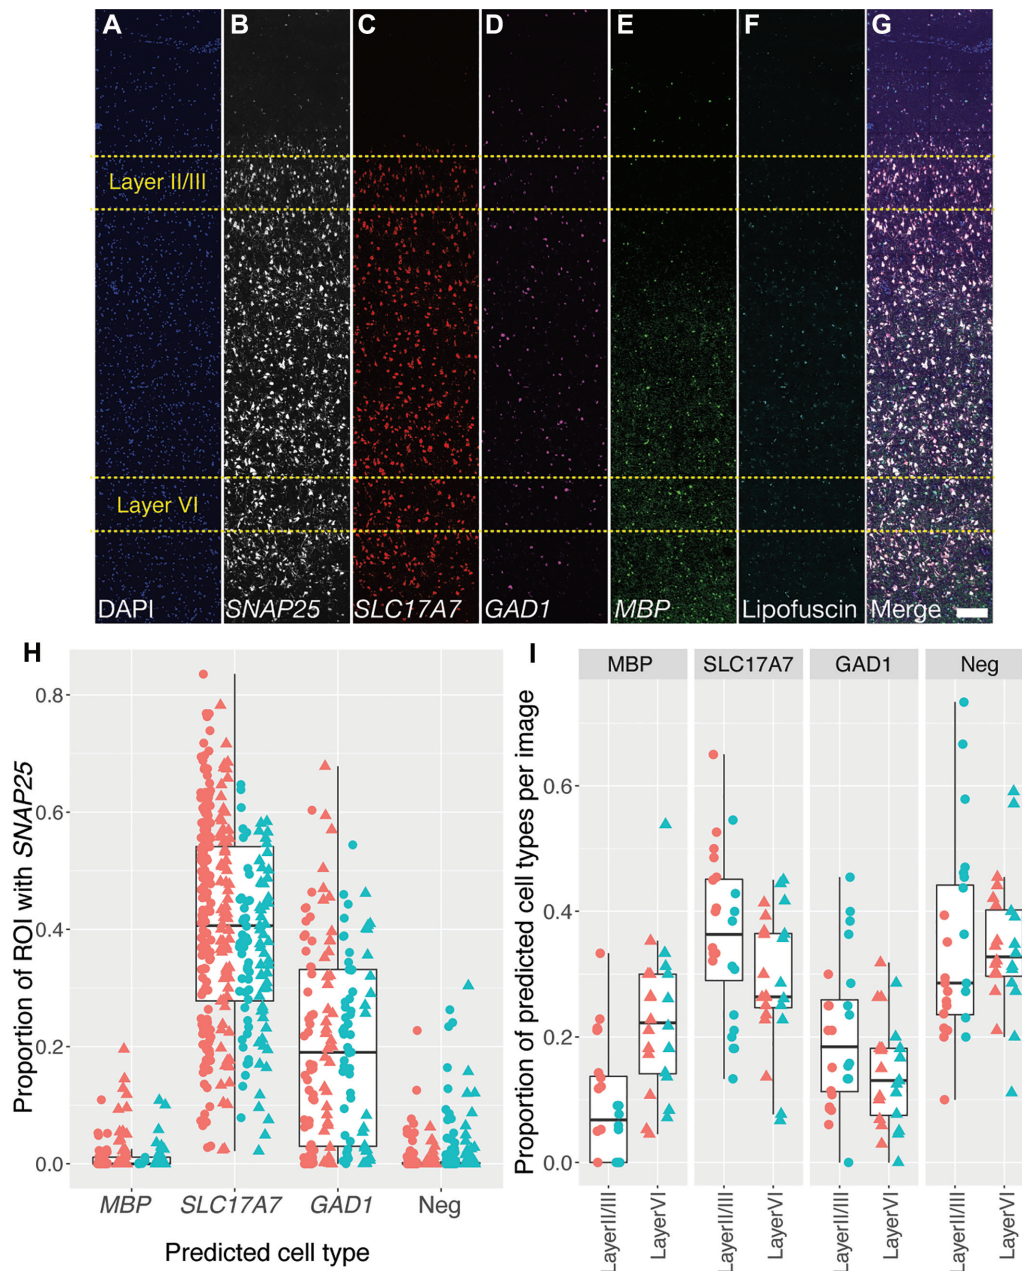 A B C D E F G
Layer II/III
Layer VI
DAPI SNAP25 SLC17A7 GAD1 MBP Lipofuscin Merge
H
Proportion of ROI with SNAP25
0.8
0.6
0.4
0.2
0.0
MBP SLC17A7 GAD1 Neg
Predicted cell type
I
MBP SLC17A7 GAD1 Neg
Proportion of predicted cell types per image
0.6
0.4
0.2
0.0
LayerII/III LayerVI LayerII/III LayerVI LayerII/III LayerVI LayerII/III LayerVI